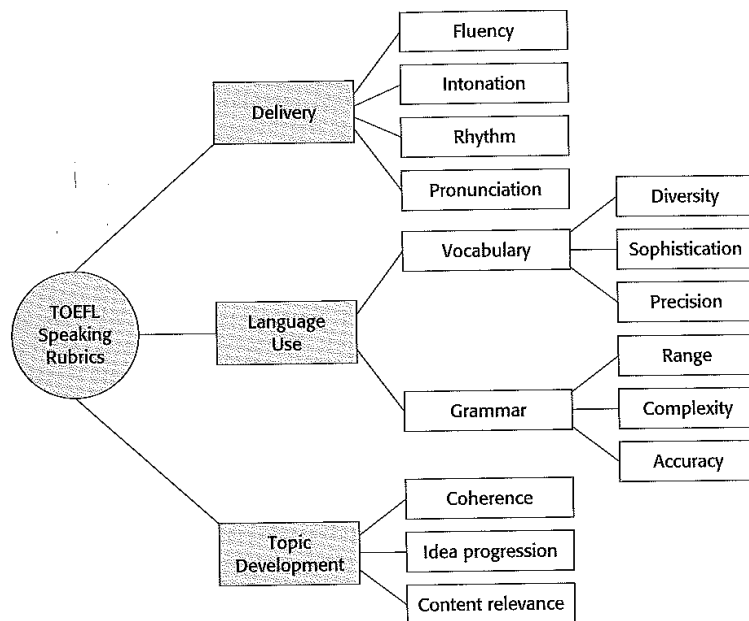 Fluency
Intonation
Delivery
Rhythm
Pronunciation
Diversity
Vocabulary
Sophistication
Precision
TOEFL
Speaking
Rubrics
Language
Use
Range
Grammar
Complexity
Accuracy
Coherence
Topic
Development
Idea progression
Content relevance